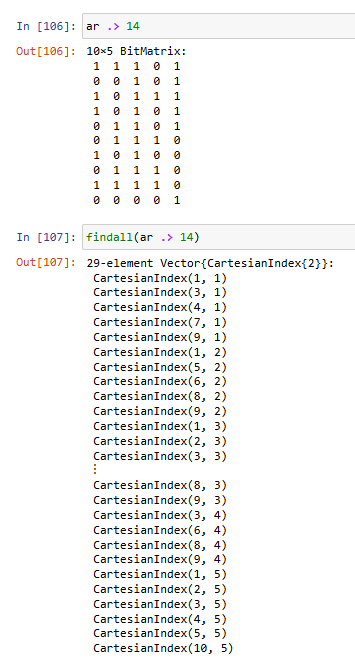 In [106]: ar .> 14
Out[106]: 10×5 BitMatrix:
1 1 1 0 1
0 0 1 0 1
1 0 1 1 1
1 0 1 0 1
0 1 1 0 1
0 1 1 1 0
1 0 1 0 0
0 1 1 1 0
1 1 1 1 0
0 0 0 0 1
In [107]: findall(ar .> 14)
Out[107]: 29-element Vector{CartesianIndex{2}}:
CartesianIndex(1, 1)
CartesianIndex(3, 1)
CartesianIndex(4, 1)
CartesianIndex(7, 1)
CartesianIndex(9, 1)
CartesianIndex(1, 2)
CartesianIndex(5, 2)
CartesianIndex(6, 2)
CartesianIndex(8, 2)
CartesianIndex(9, 2)
CartesianIndex(1, 3)
CartesianIndex(2, 3)
CartesianIndex(3, 3)
⋮
CartesianIndex(8, 3)
CartesianIndex(9, 3)
CartesianIndex(3, 4)
CartesianIndex(6, 4)
CartesianIndex(8, 4)
CartesianIndex(9, 4)
CartesianIndex(1, 5)
CartesianIndex(2, 5)
CartesianIndex(3, 5)
CartesianIndex(4, 5)
CartesianIndex(5, 5)
CartesianIndex(10, 5)